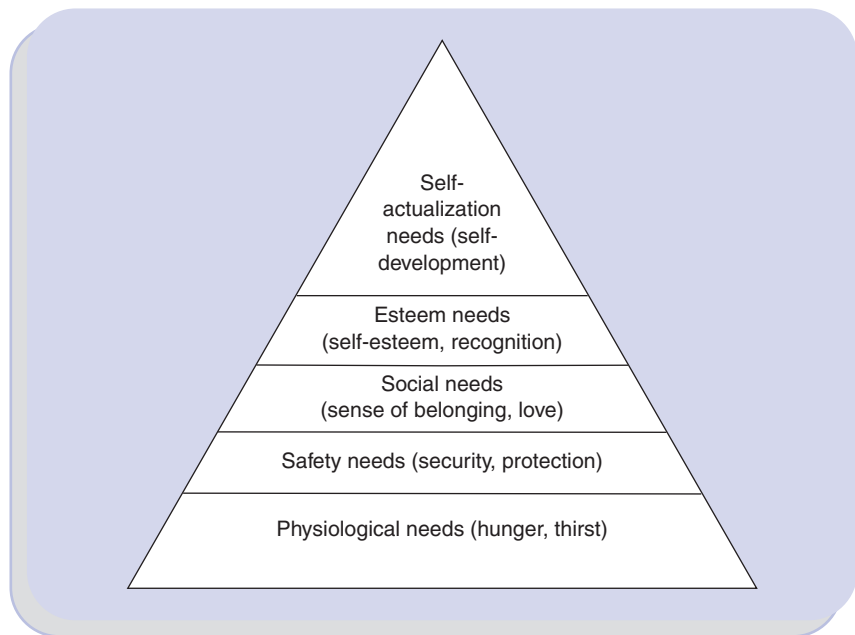 Self-
actualization
needs (self-
development)
Esteem needs
(self-esteem, recognition)
Social needs
(sense of belonging, love)
Safety needs (security, protection)
Physiological needs (hunger, thirst)